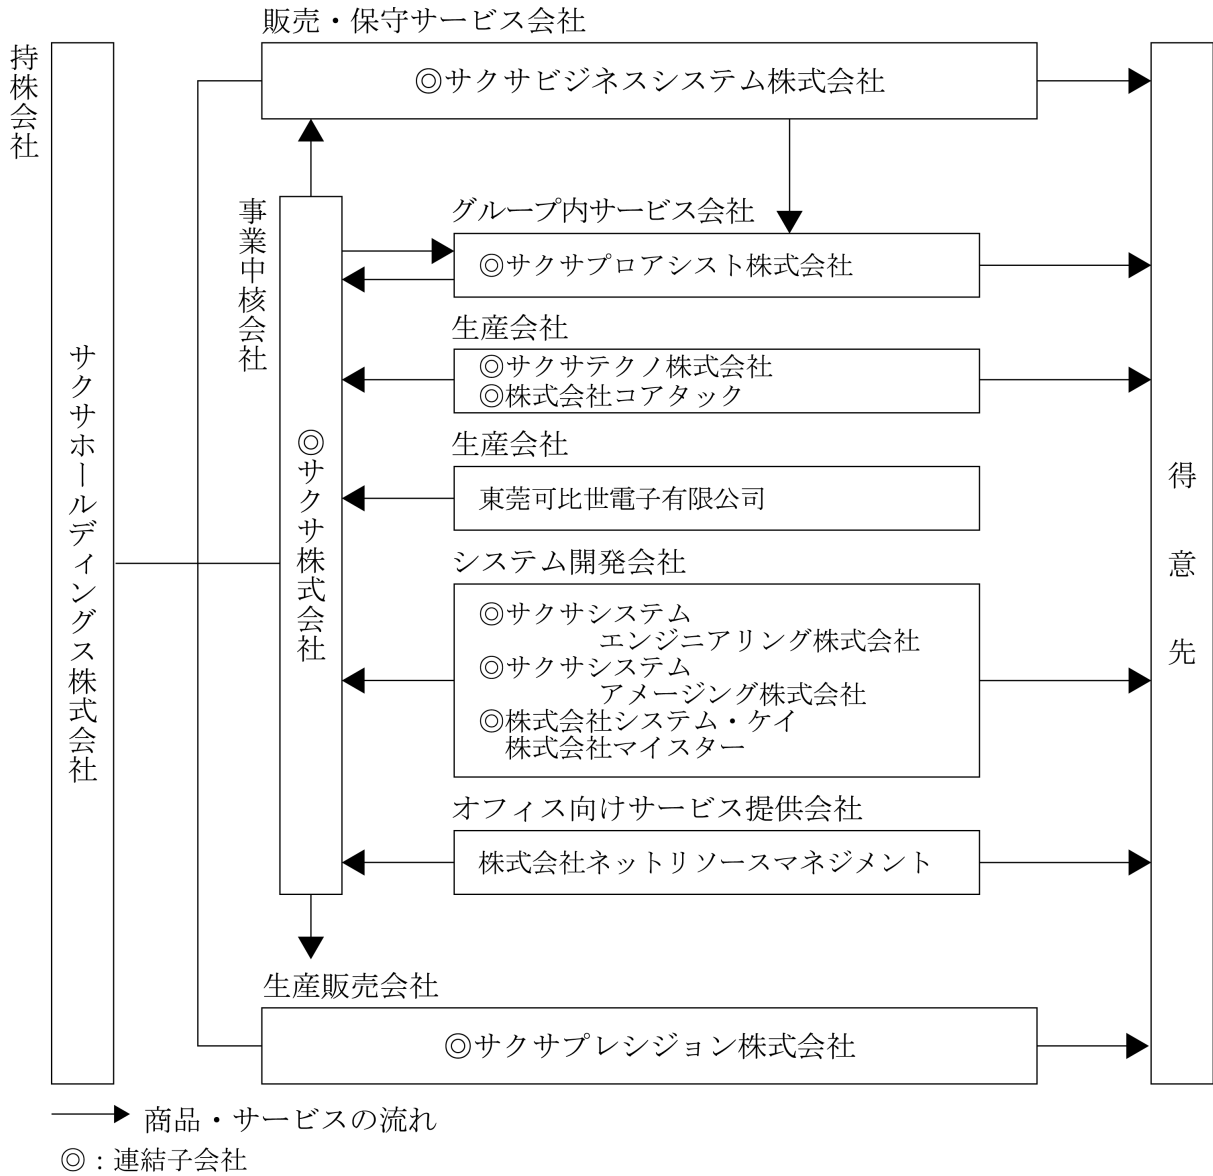 販売・保守サービス会社
持株会社
◎サクサビジネスシステム株式会社
事業中核会社
グループ内サービス会社
◎サクサプロアシスト株式会社
生産会社
◎サクサテクノ株式会社
◎株式会社コアタック
サクサホールディングス株式会社
◎サクサ株式会社
生産会社
東莞可比世電子有限公司
得意先
システム開発会社
◎サクサシステム
エンジニアリング株式会社
◎サクサシステム
アメージング株式会社
◎株式会社システム・ケイ
株式会社マイスター
オフィス向けサービス提供会社
株式会社ネットリソースマネジメント
生産販売会社
◎サクサプレシジョン株式会社
商品・サービスの流れ
◎：連結子会社